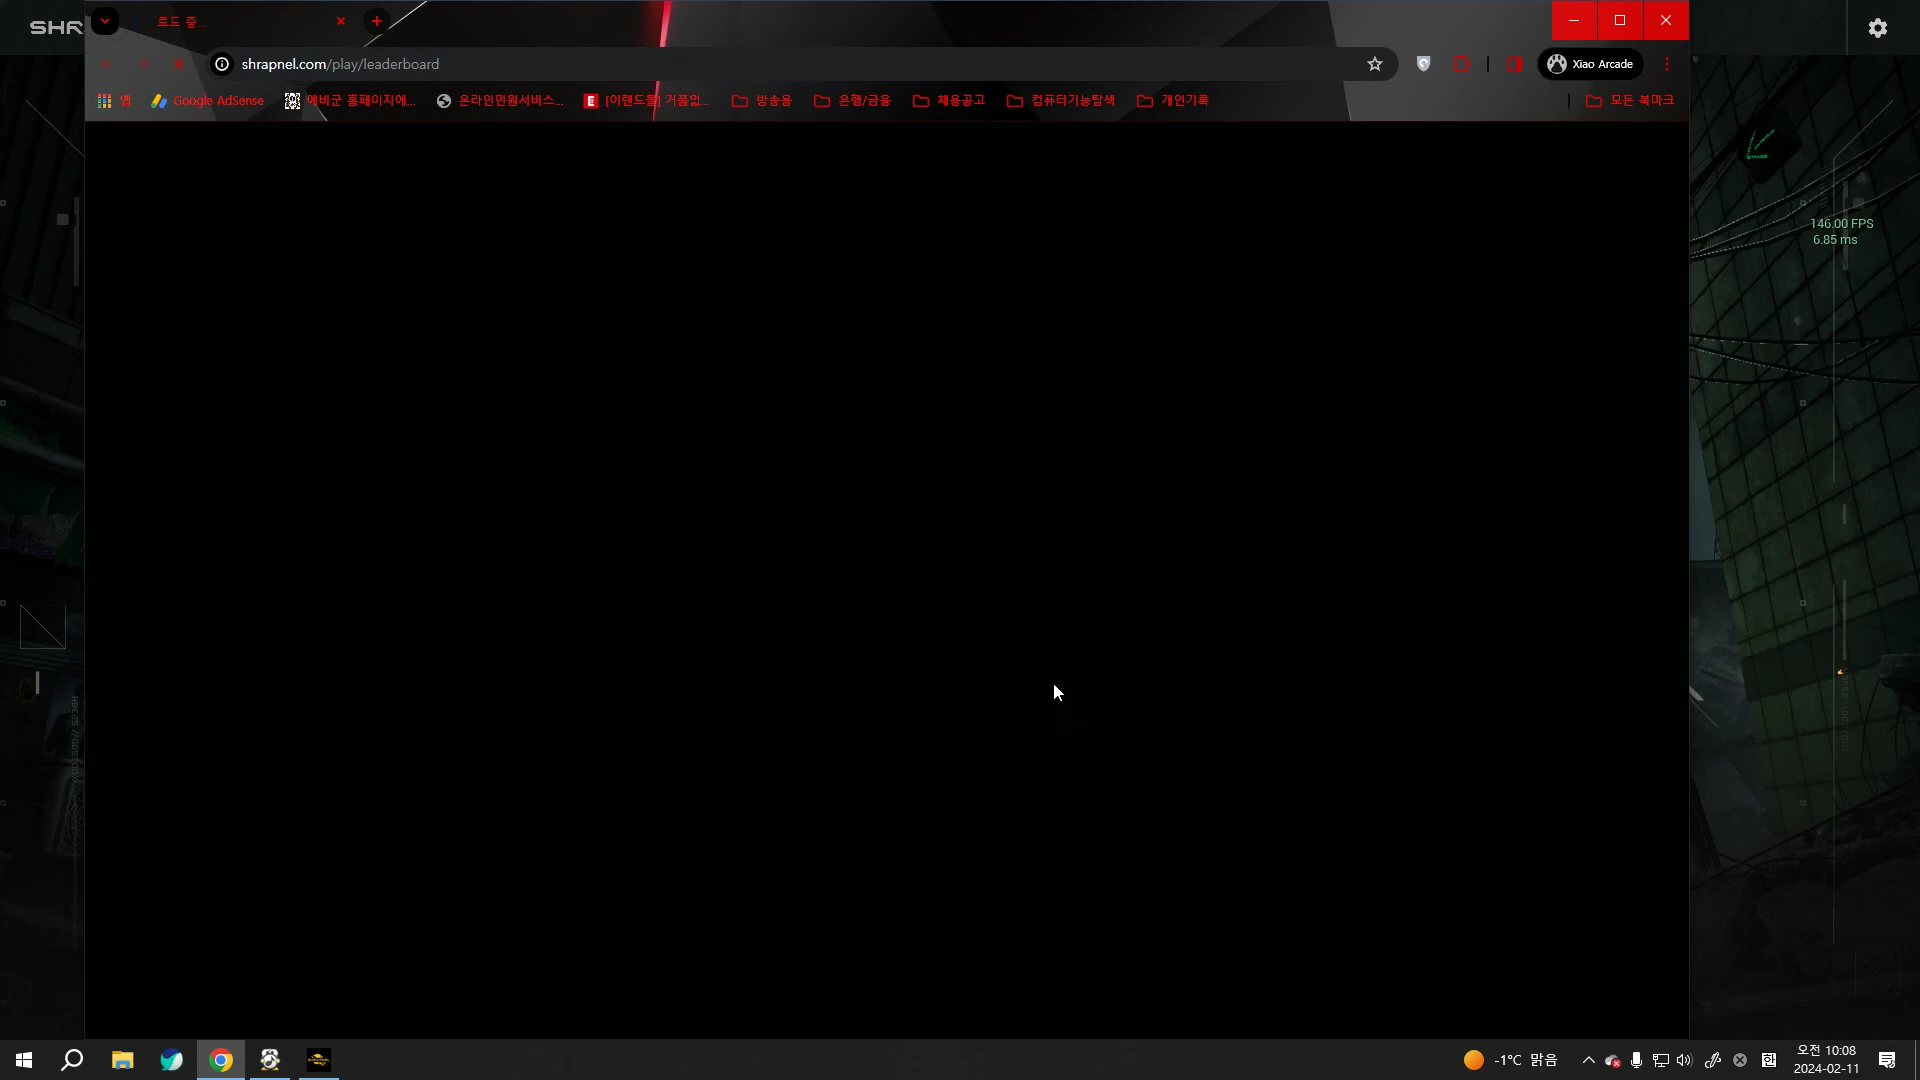 SHR
로드 중...
shrapnel.com/play/leaderboard
Xiao Arcade
앱
Google AdSense
예비군 홈페이지에...
온라인민원서비스...
[이랜드몰] 거품없...
방송용
은행/금융
채용공고
컴퓨터기능탐색
개인기록
모든 북마크
146.00 FPS
6.85 ms
-1°C 맑음
한
오전 10:08
2024-02-11